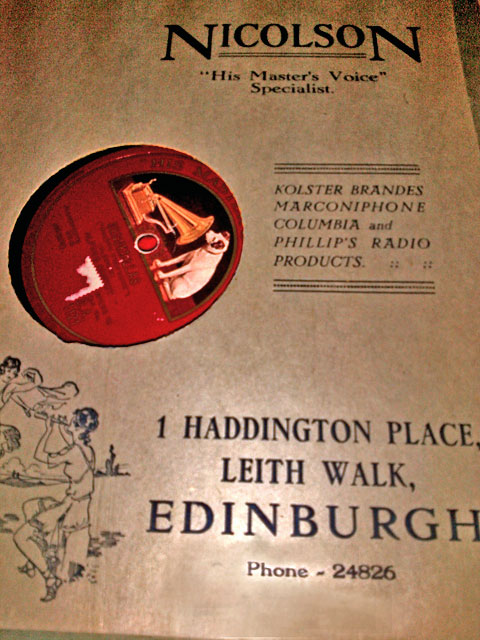 NICOLSON
"His Master's Voice"
Specialist.
KOLSTER BRANDES
MARCONIPHONE
COLUMBIA and
PHILLIP'S RADIO
PRODUCTS. :: ::
1 HADDINGTON PLACE,
LEITH WALK,
EDINBURGH
Phone - 24826